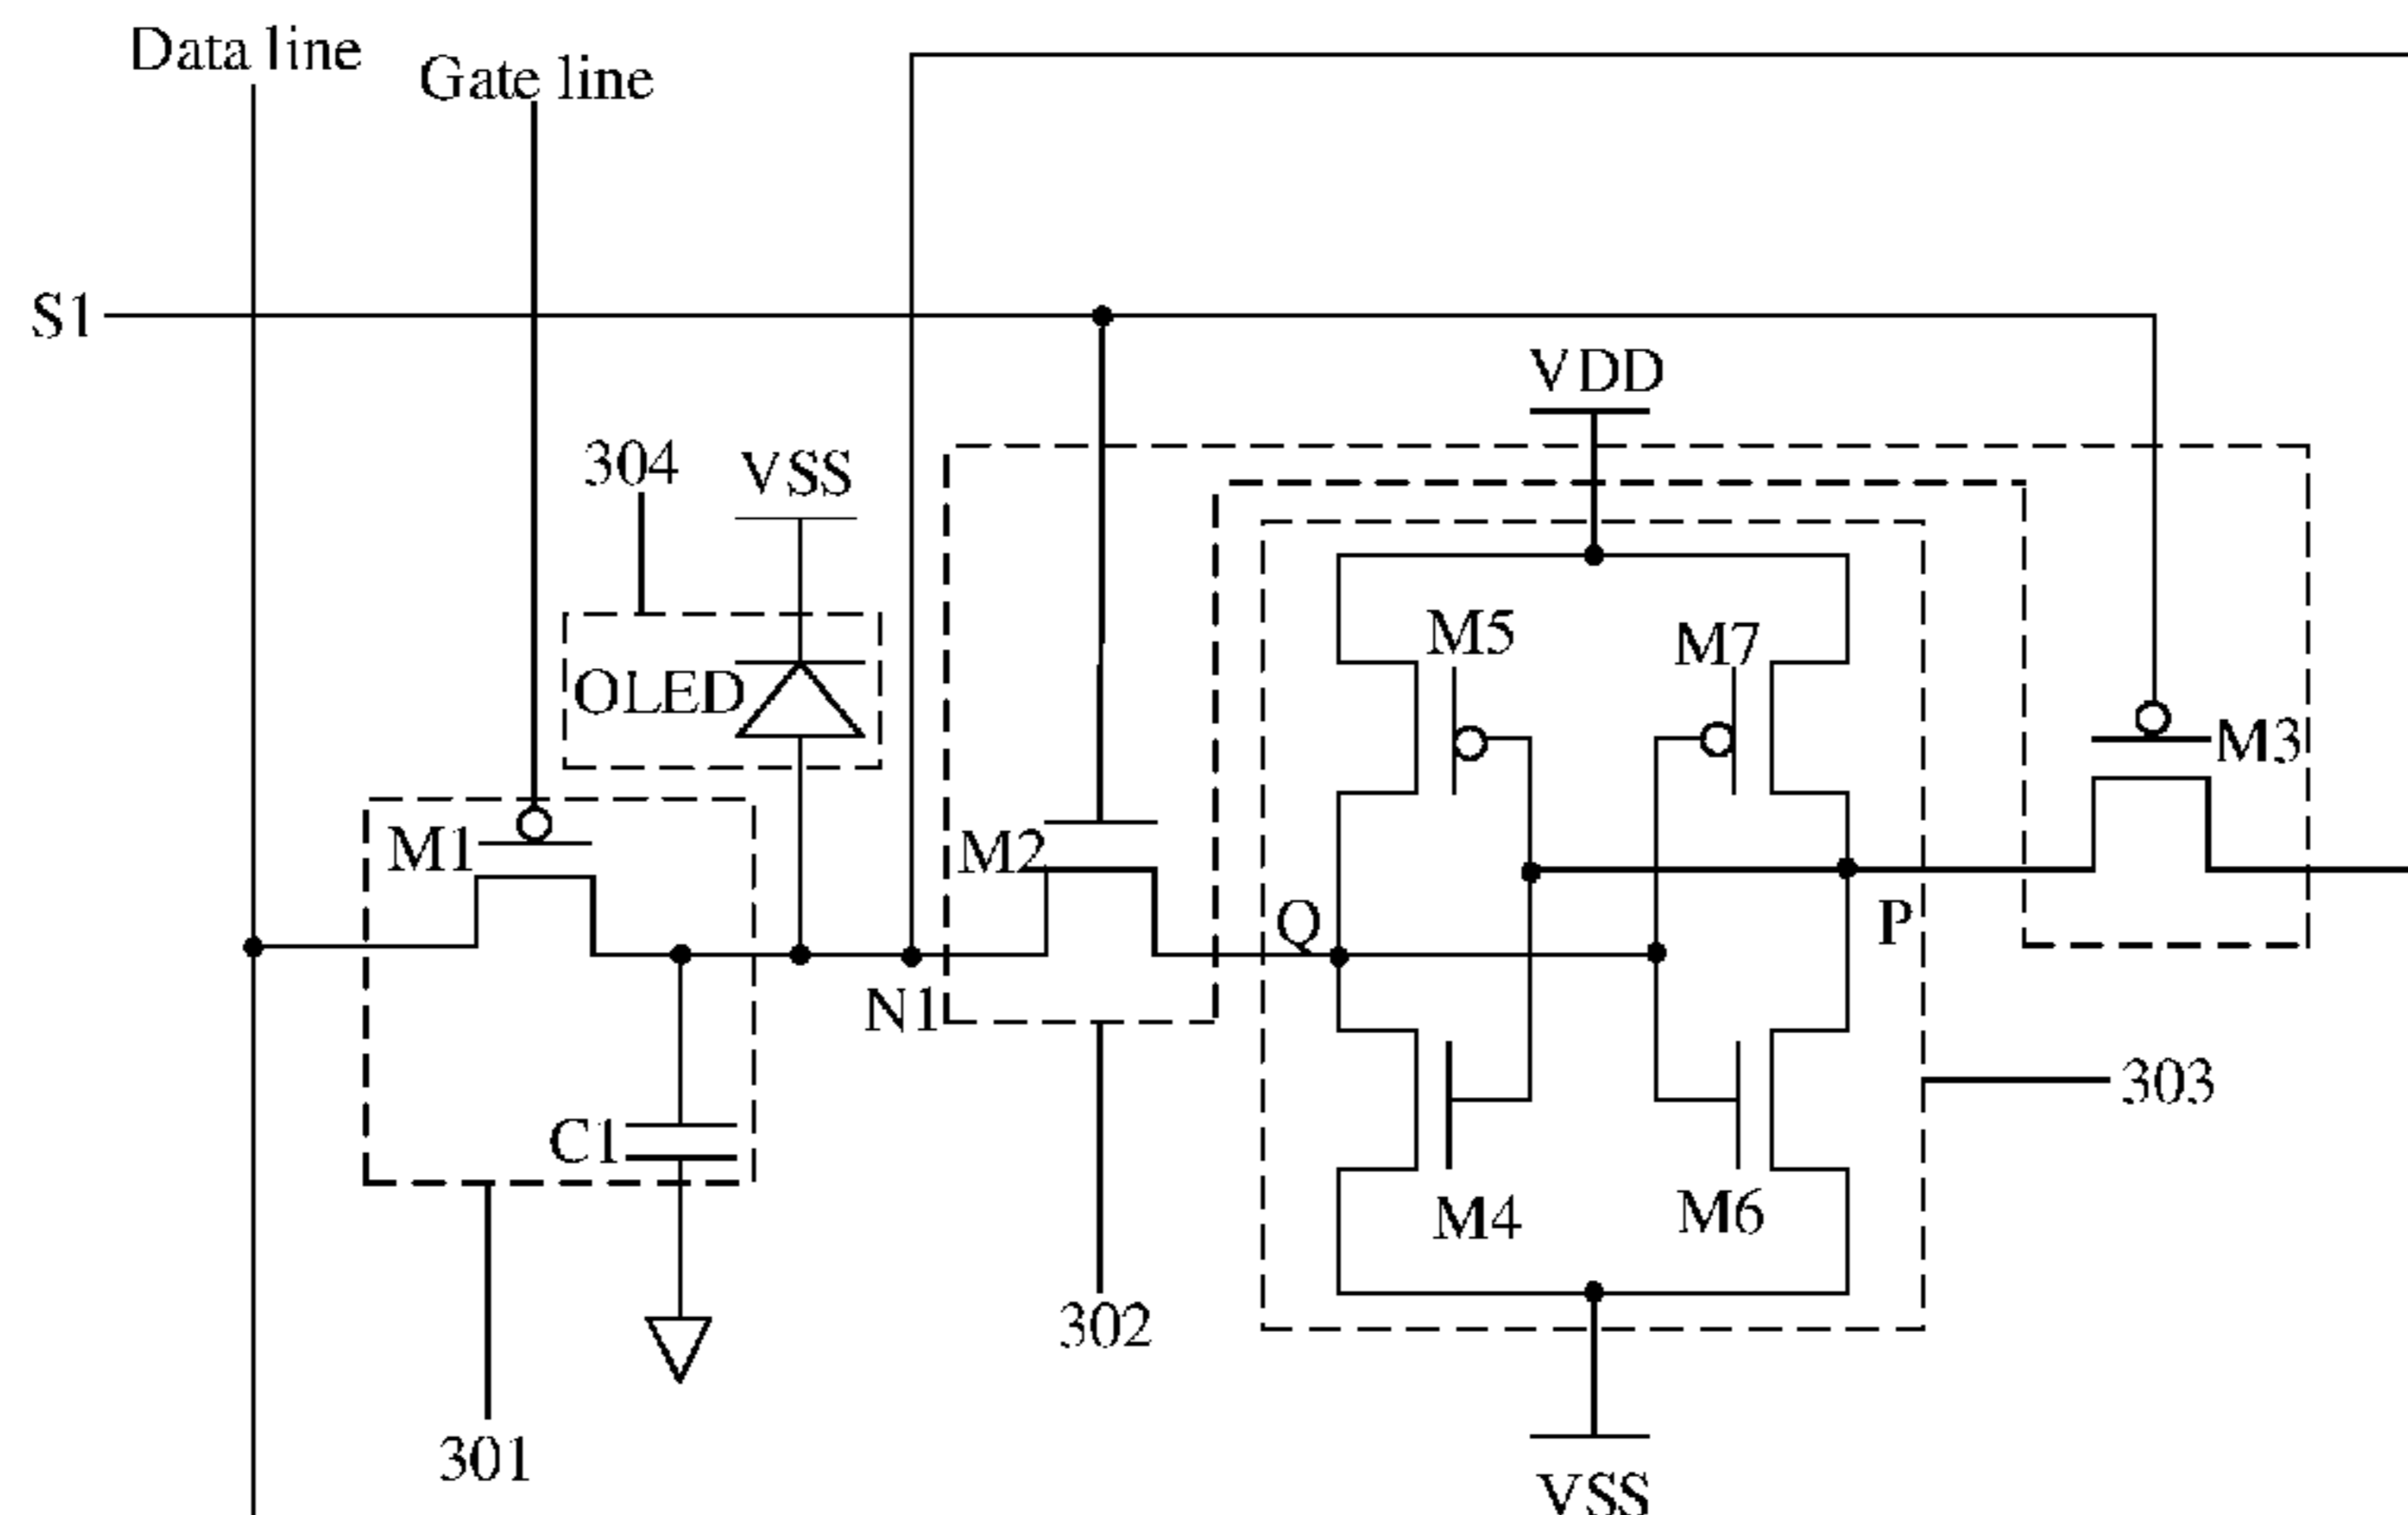 Data line
Gate line
S1
VDD
304
VSS
M5
M7
OLED
M3
M1
M2
Q
P
N1
303
C1
M4
M6
302
301
VSS